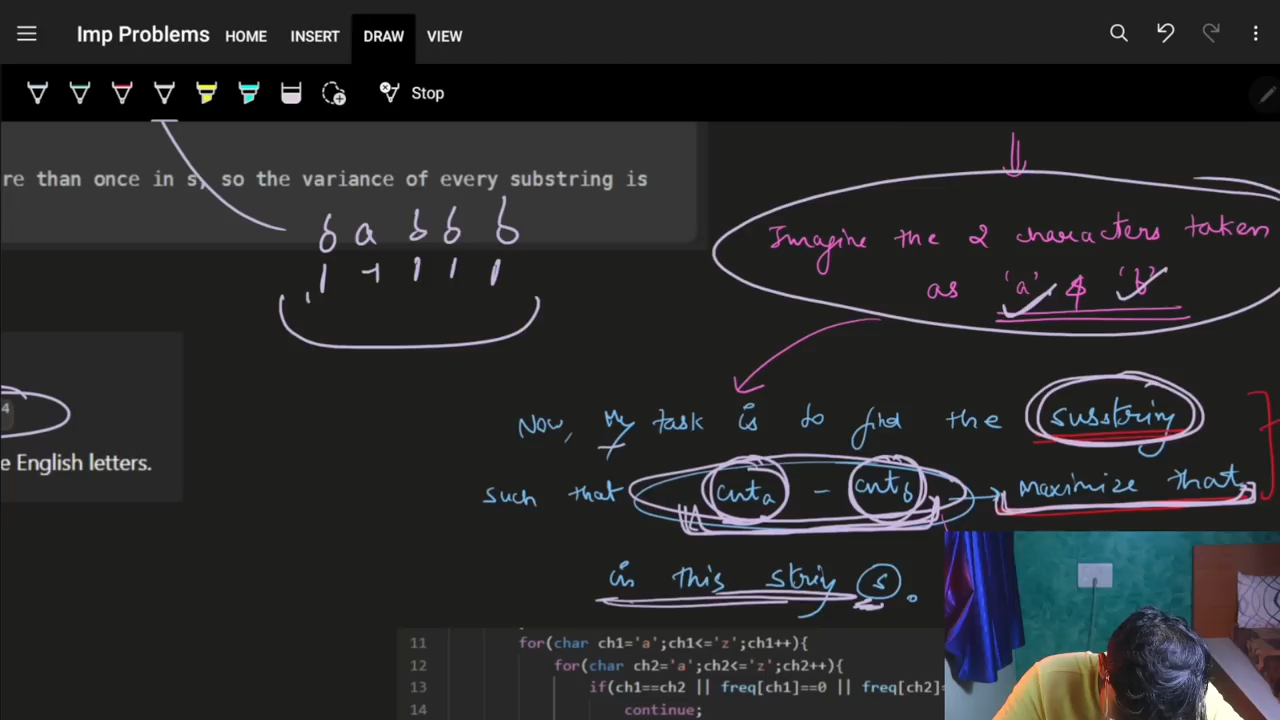 Imp Problems HOME INSERT DRAW VIEW
Stop
re than once in s, so the variance of every substring is
b a b b b
1 -1 1 1 1
Imagine the 2 characters taken
as 'a' & 'b'
4
e English letters.
Now, My task is to find the susstring
such that cnta - cntb → maximize that
in this string s.
11 for(char ch1='a';ch1<='z';ch1++){
12 for(char ch2='a';ch2<='z';ch2++){
13 if(ch1==ch2 || freq[ch1]==0 || freq[ch2]=
14 continue;